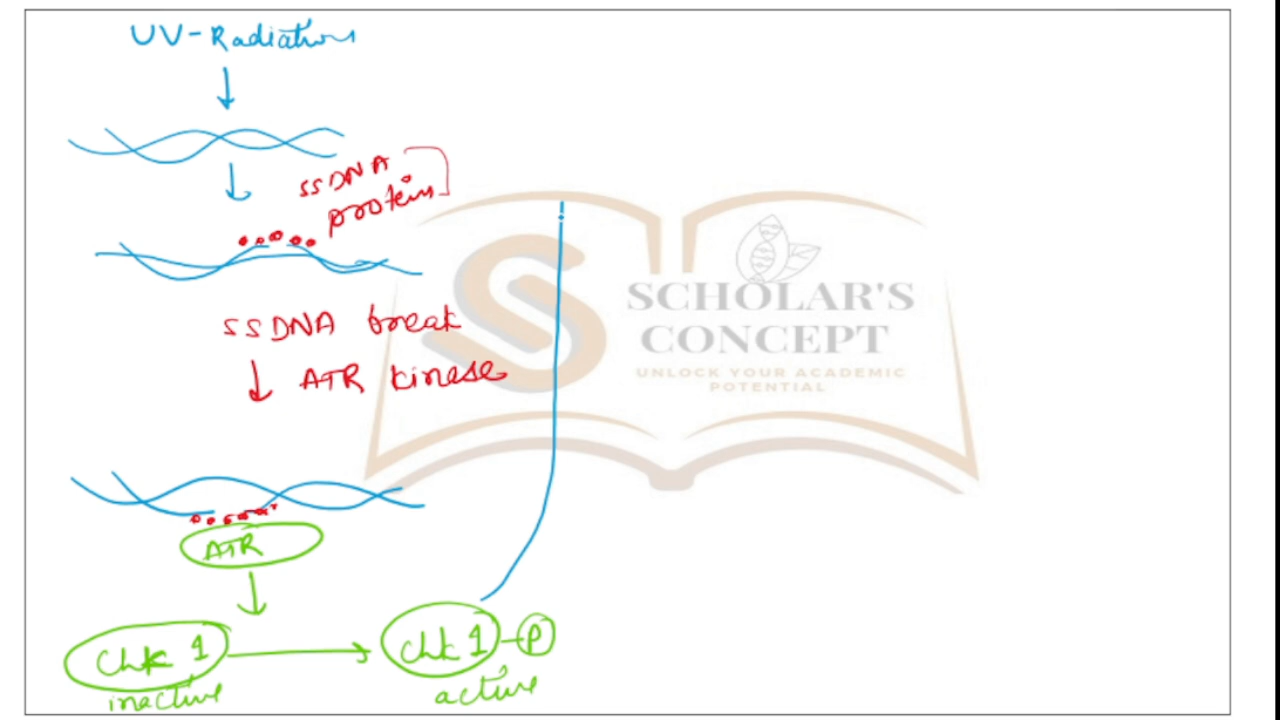 UV-Radiation
SSDNA
protein
SSDNA break
ATR kinase
ATR
Chk 1
inactive
Chk 1 - P
active
SCHOLAR'S
CONCEPT
UNLOCK YOUR ACADEMIC
POTENTIAL